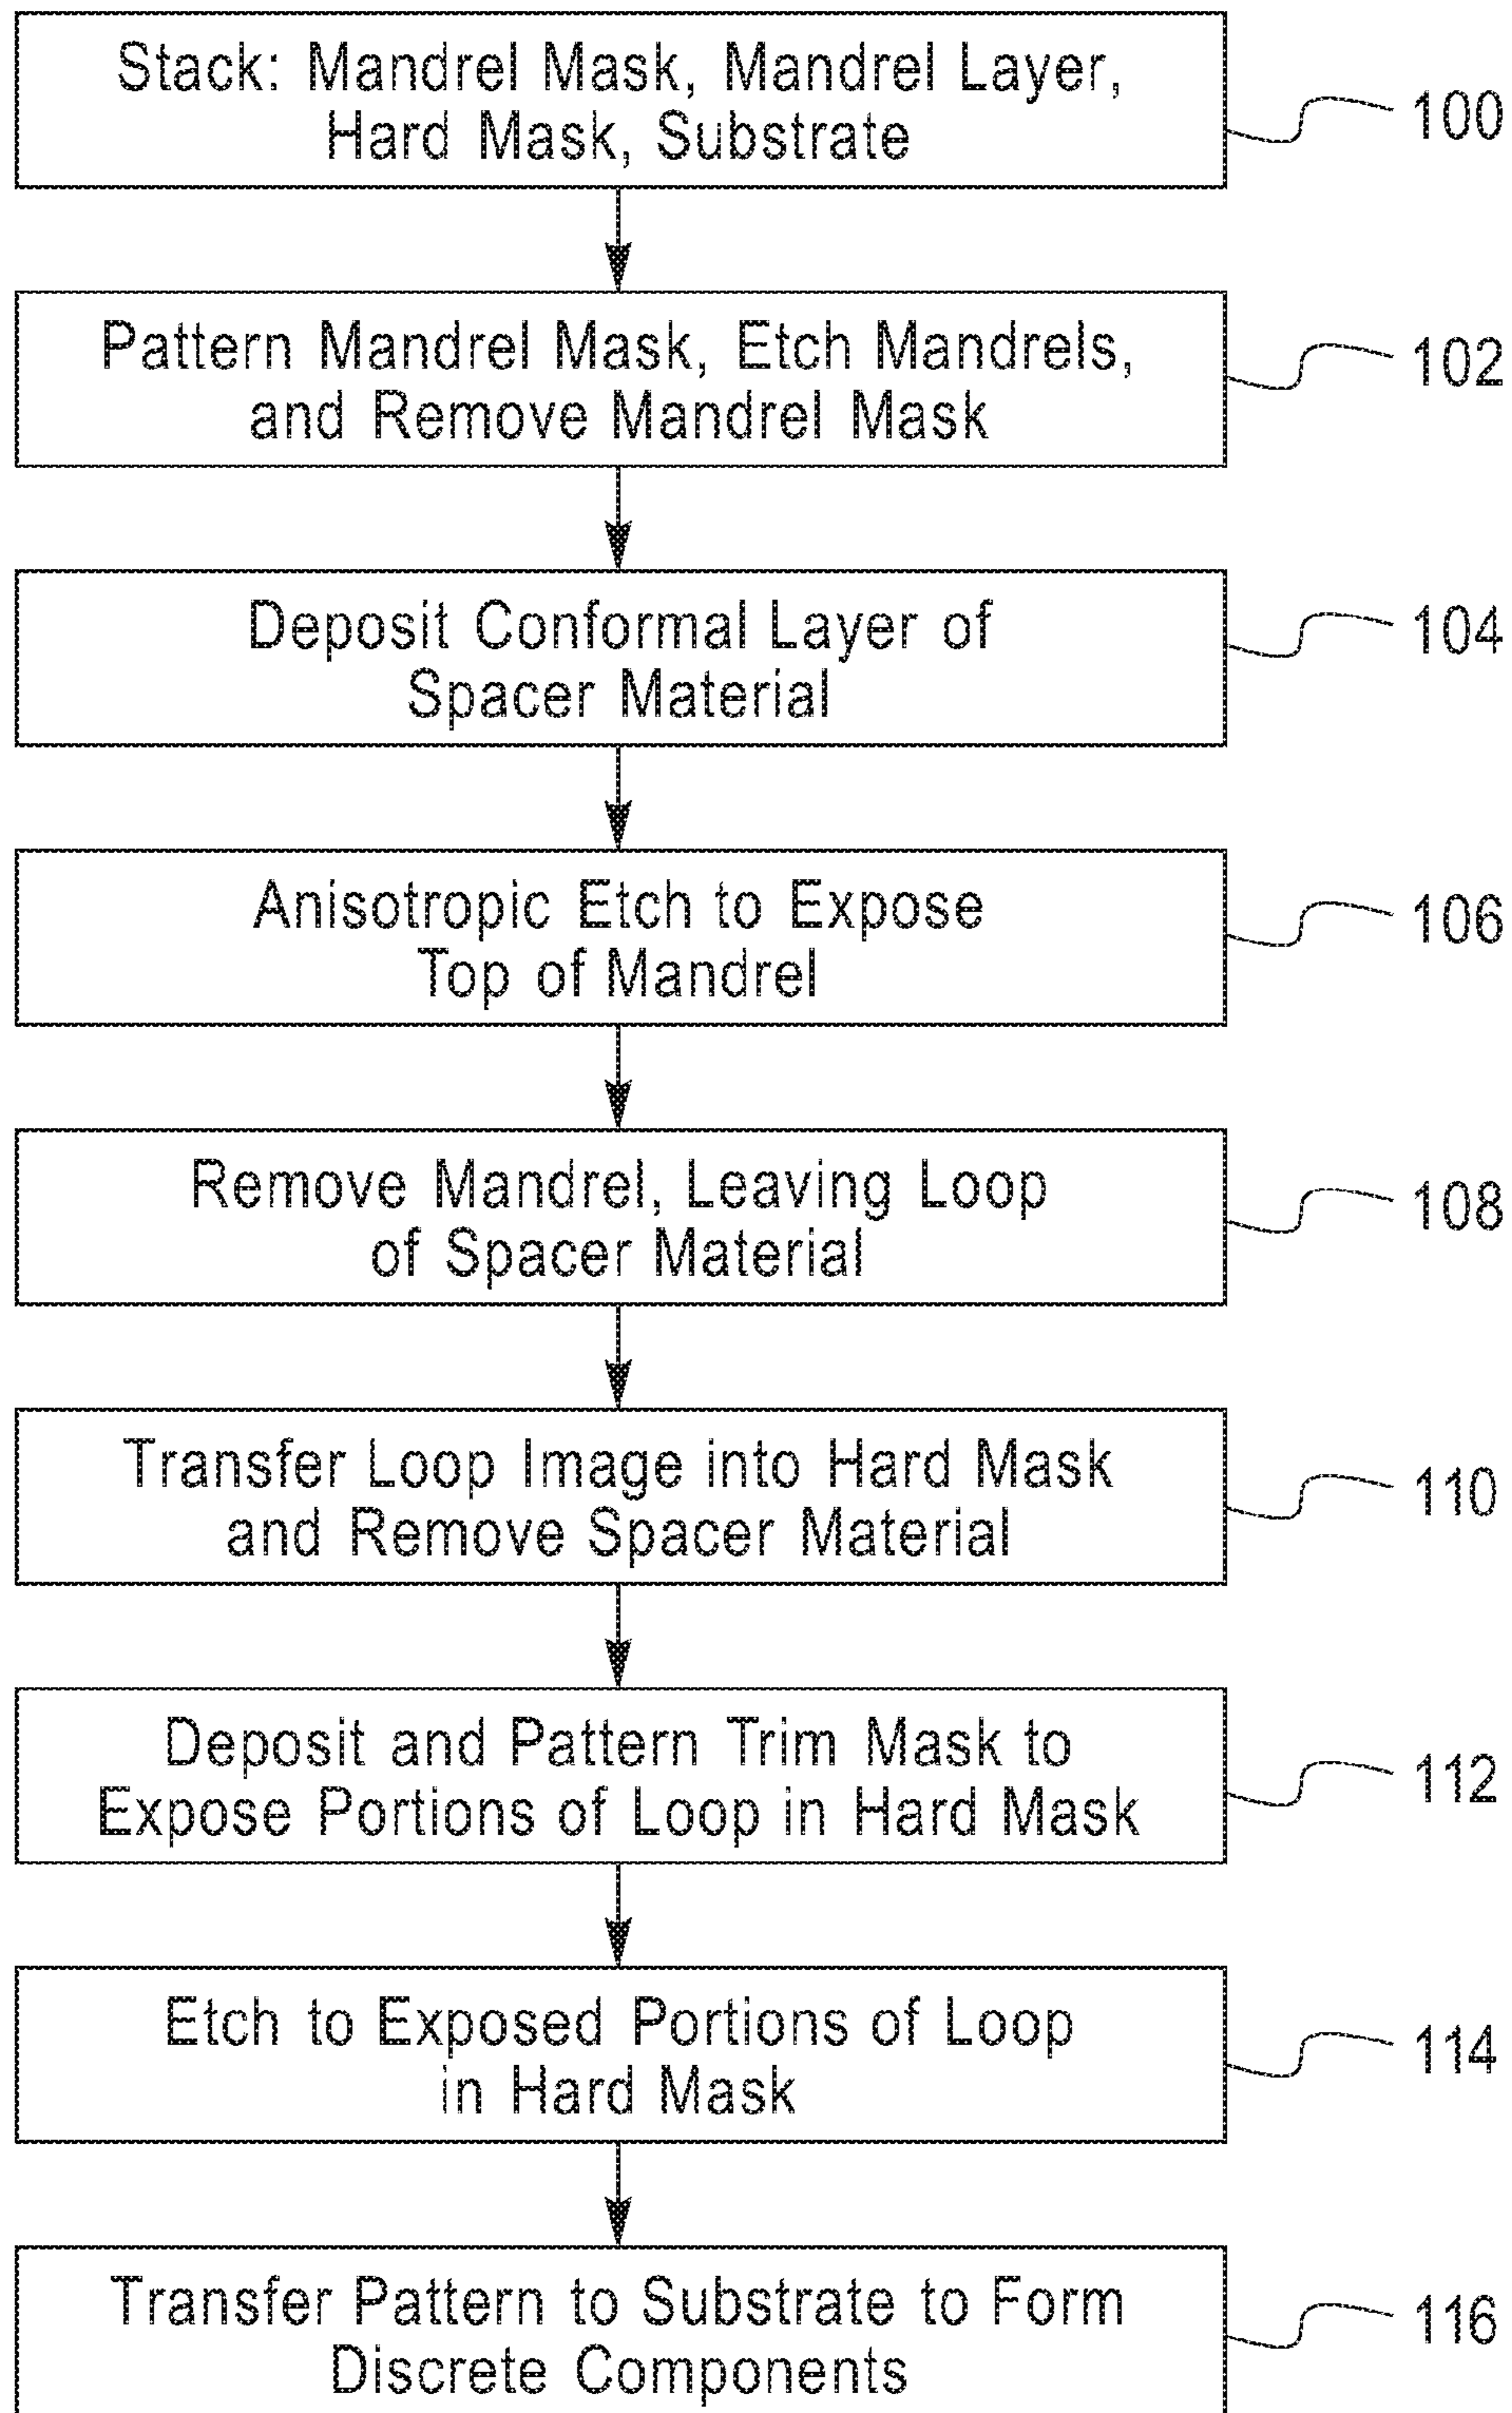 Stack: Mandrel Mask, Mandrel Layer,
Hard Mask, Substrate
100
Pattern Mandrel Mask, Etch Mandrels,
and Remove Mandrel Mask
102
Deposit Conformal Layer of
Spacer Material
104
Anisotropic Etch to Expose
Top of Mandrel
106
Remove Mandrel, Leaving Loop
of Spacer Material
108
Transfer Loop Image into Hard Mask
and Remove Spacer Material
110
Deposit and Pattern Trim Mask to
Expose Portions of Loop in Hard Mask
112
Etch to Exposed Portions of Loop
in Hard Mask
114
Transfer Pattern to Substrate to Form
Discrete Components
116